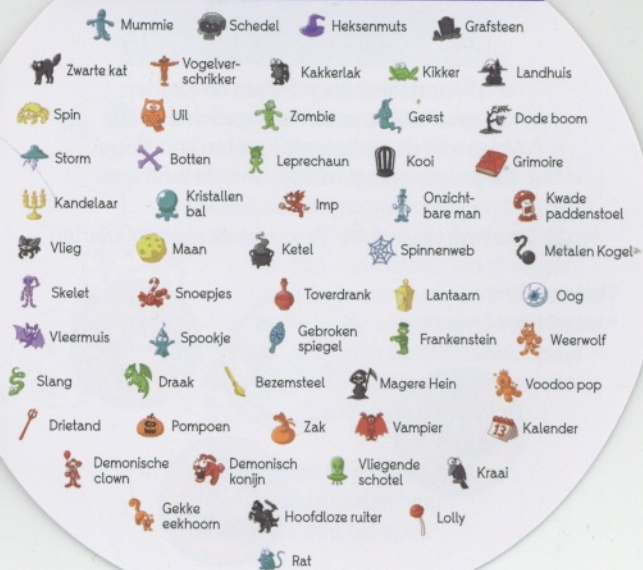 Mummie Schedel Heksenmuts Grafsteen
Zwarte kat Vogelver-
schrikker Kakkerlak Kikker Landhuis
Spin Uil Zombie Geest Dode boom
Storm Botten Leprechaun Kooi Grimoire
Kandelaar Kristallen
bal Imp Onzicht-
bare man Kwade
paddenstoel
Vlieg Maan Ketel Spinnenweb Metalen Kogel
Skelet Snoepjes Toverdrank Lantaarn Oog
Vleermuis Spookje Gebroken
spiegel Frankenstein Weerwolf
Slang Draak Bezemsteel Magere Hein Voodoo pop
Drietand Pompoen Zak Vampier 13 Kalender
Demonische
clown Demonisch
konijn Vliegende
schotel Kraai
Gekke
eekhoorn Hoofdloze ruiter Lolly
Rat